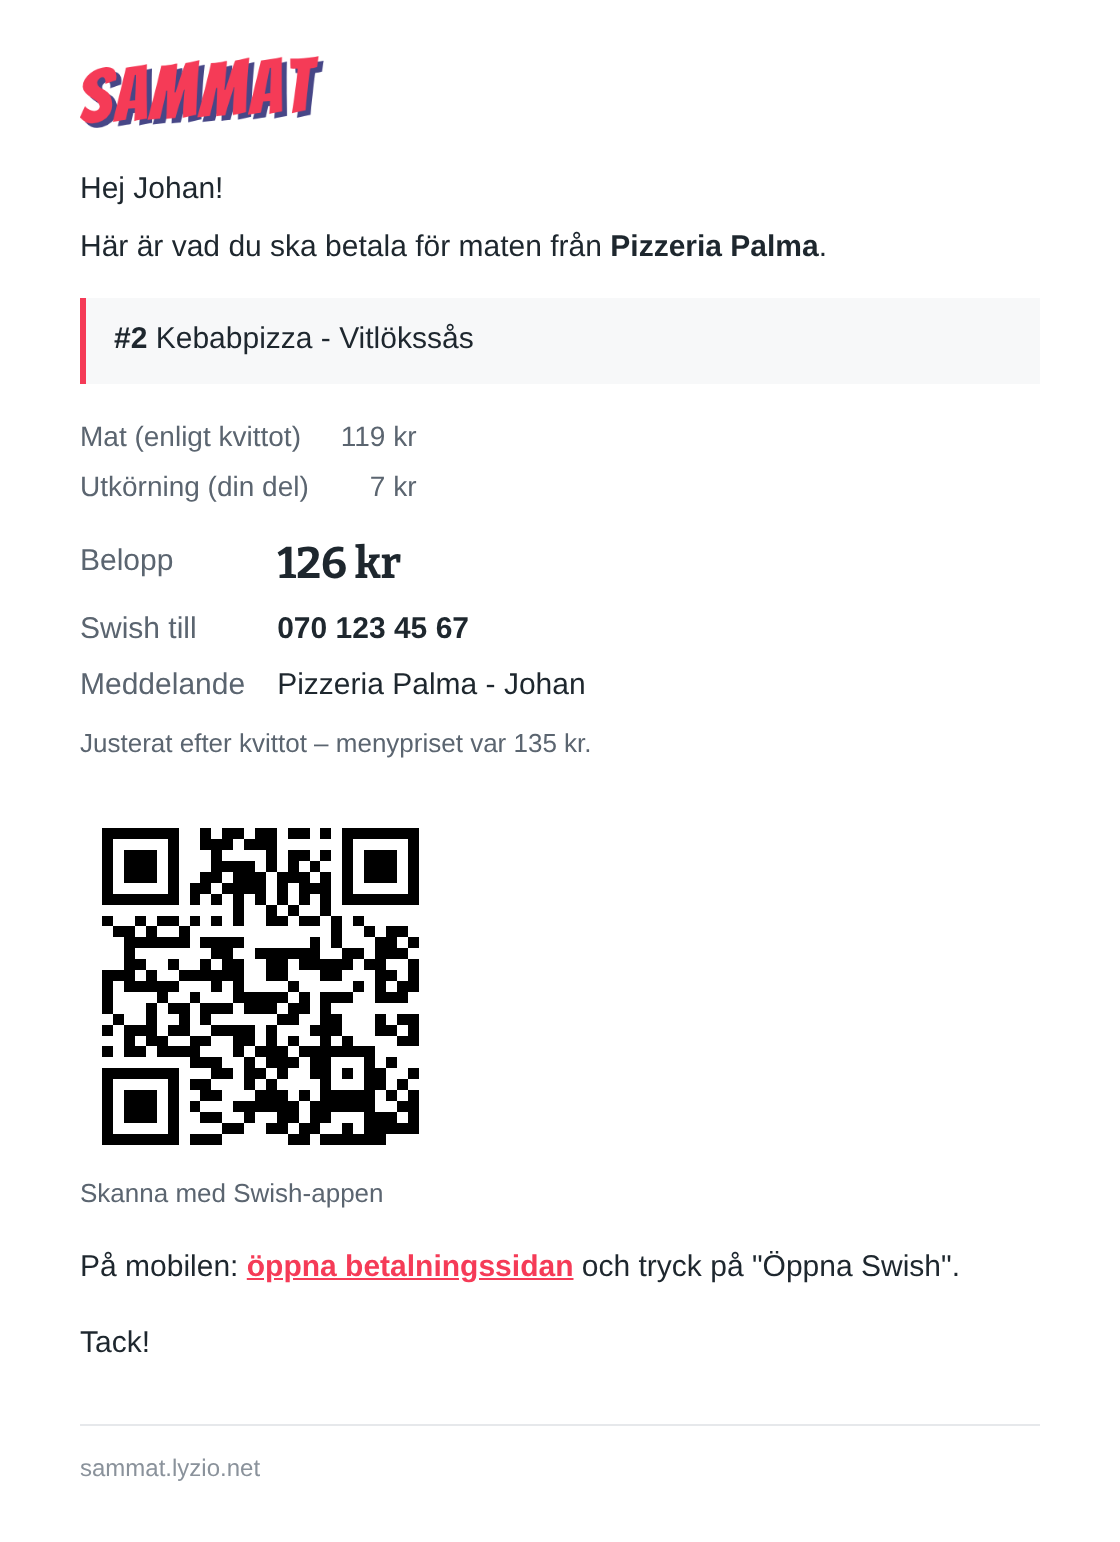 SAMMAT
Hej Johan!
Här är vad du ska betala för maten från Pizzeria Palma.
#2 Kebabpizza - Vitlökssås
Mat (enligt kvittot) 119 kr
Utkörning (din del) 7 kr
Belopp 126 kr
Swish till 070 123 45 67
Meddelande Pizzeria Palma - Johan
Justerat efter kvittot – menypriset var 135 kr.
Skanna med Swish-appen
På mobilen: öppna betalningssidan och tryck på "Öppna Swish".
Tack!
sammat.lyzio.net